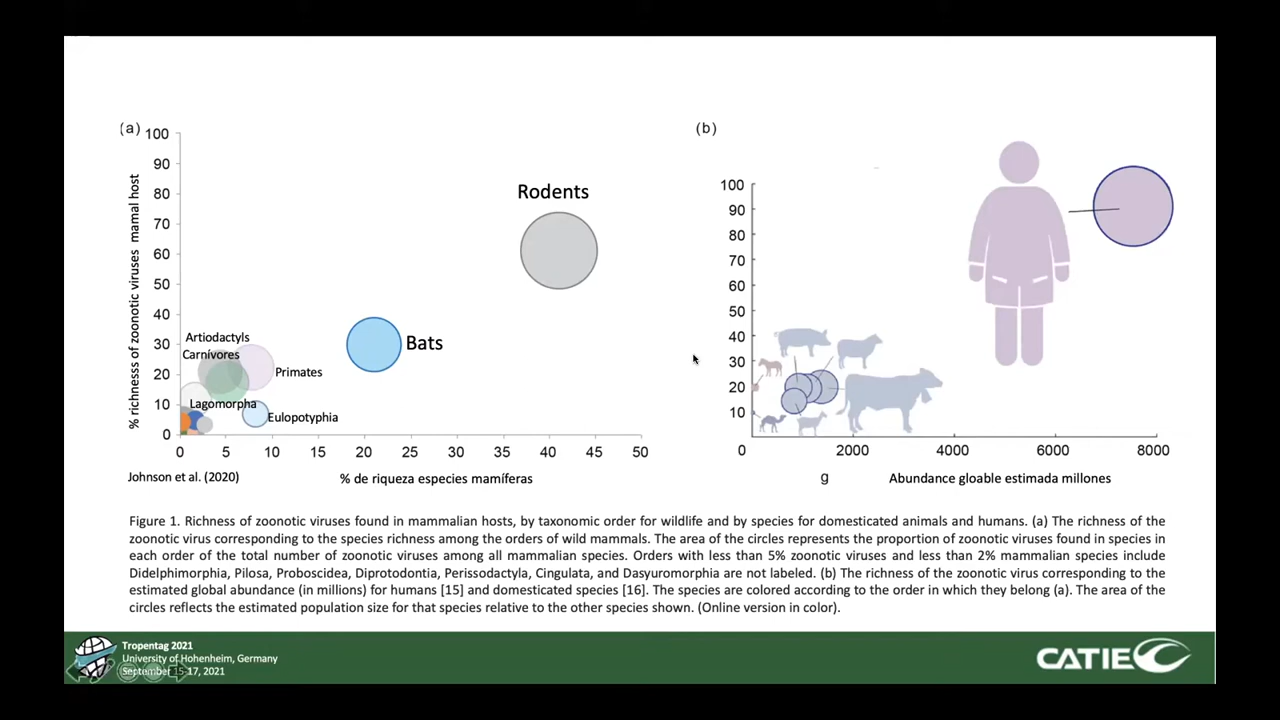 (a)
100
90
80
70
60
50
40
30
20
10
0
% richnesss of zoonotic viruses mamal host
Rodents
Bats
Artiodactyls
Carnívores
Primates
Lagomorpha
Eulopotyphia
0 5 10 15 20 25 30 35 40 45 50
Johnson et al. (2020)
% de riqueza especies mamíferas
(b)
100
90
80
70
60
50
40
30
20
10
0 2000 4000 6000 8000
g
Abundance gloable estimada millones
Figure 1. Richness of zoonotic viruses found in mammalian hosts, by taxonomic order for wildlife and by species for domesticated animals and humans. (a) The richness of the
zoonotic virus corresponding to the species richness among the orders of wild mammals. The area of the circles represents the proportion of zoonotic viruses found in species in
each order of the total number of zoonotic viruses among all mammalian species. Orders with less than 5% zoonotic viruses and less than 2% mammalian species include
Didelphimorphia, Pilosa, Proboscidea, Diprotodontia, Perissodactyla, Cingulata, and Dasyuromorphia are not labeled. (b) The richness of the zoonotic virus corresponding to the
estimated global abundance (in millions) for humans [15] and domesticated species [16]. The species are colored according to the order in which they belong (a). The area of the
circles reflects the estimated population size for that species relative to the other species shown. (Online version in color).
Tropentag 2021
University of Hohenheim, Germany
September 15-17, 2021
CATIE